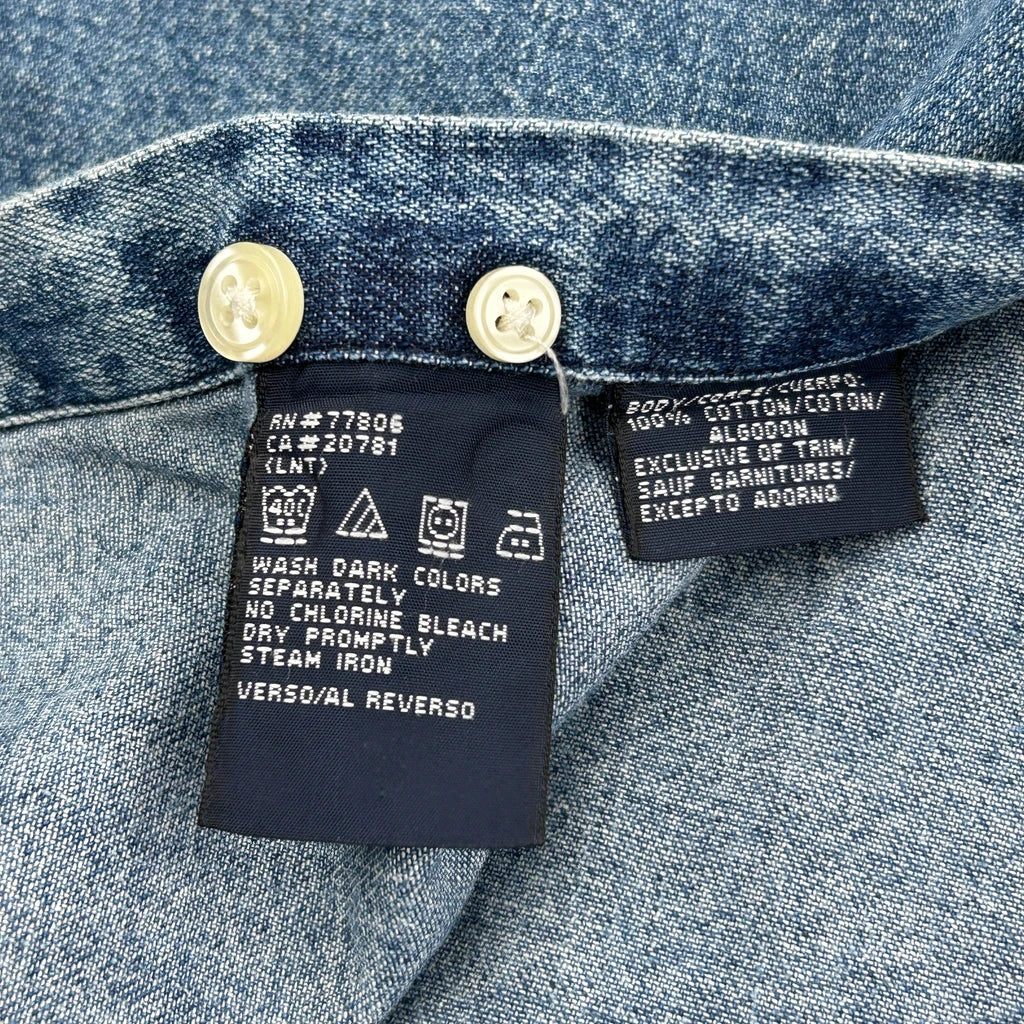 RN#77806
CA#20781
(LNT)
40C
WASH DARK COLORS
SEPARATELY
NO CHLORINE BLEACH
DRY PROMPTLY
STEAM IRON
VERSO/AL REVERSO
BODY/CORPS/CUERPO:
100% COTTON/COTON/
ALGODON
EXCLUSIVE OF TRIM/
SAUF GARNITURES/
EXCEPTO ADORNO